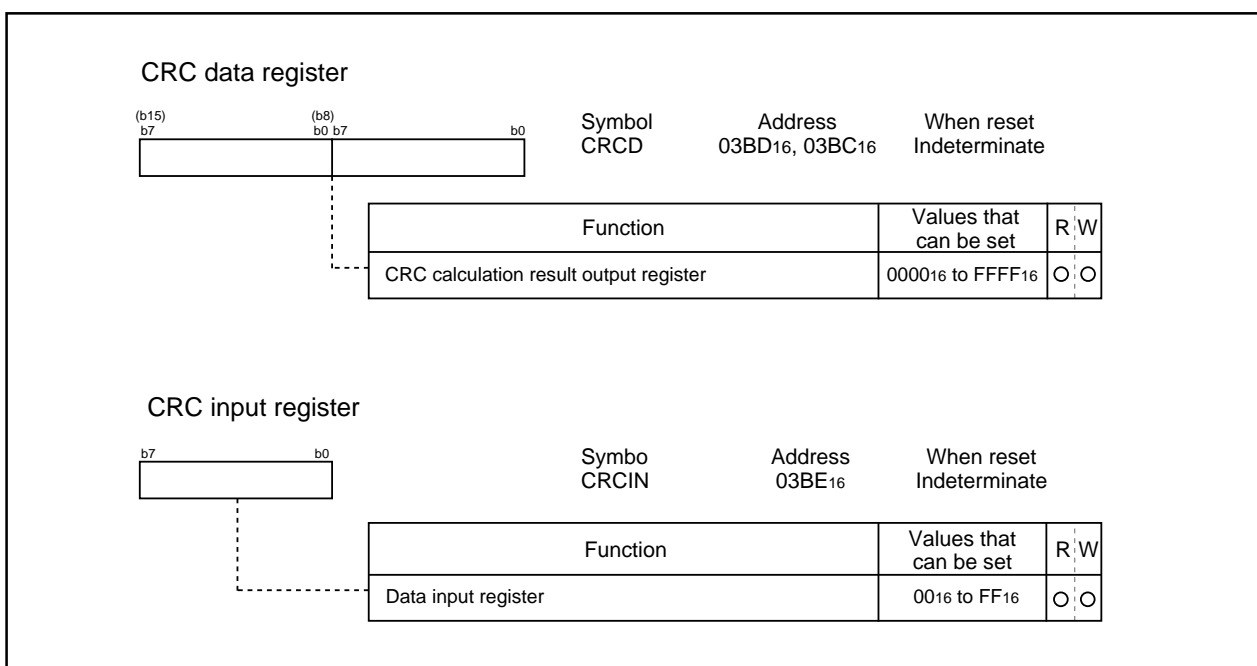 CRC data register
(b15) (b8)
b7 b0 b7 b0
Symbol Address When reset
CRCD 03BD16, 03BC16 Indeterminate
Function Values that can be set R W
CRC calculation result output register 000016 to FFFF16 O O
CRC input register
b7 b0
Symbo Address When reset
CRCIN 03BE16 Indeterminate
Function Values that can be set R W
Data input register 0016 to FF16 O O